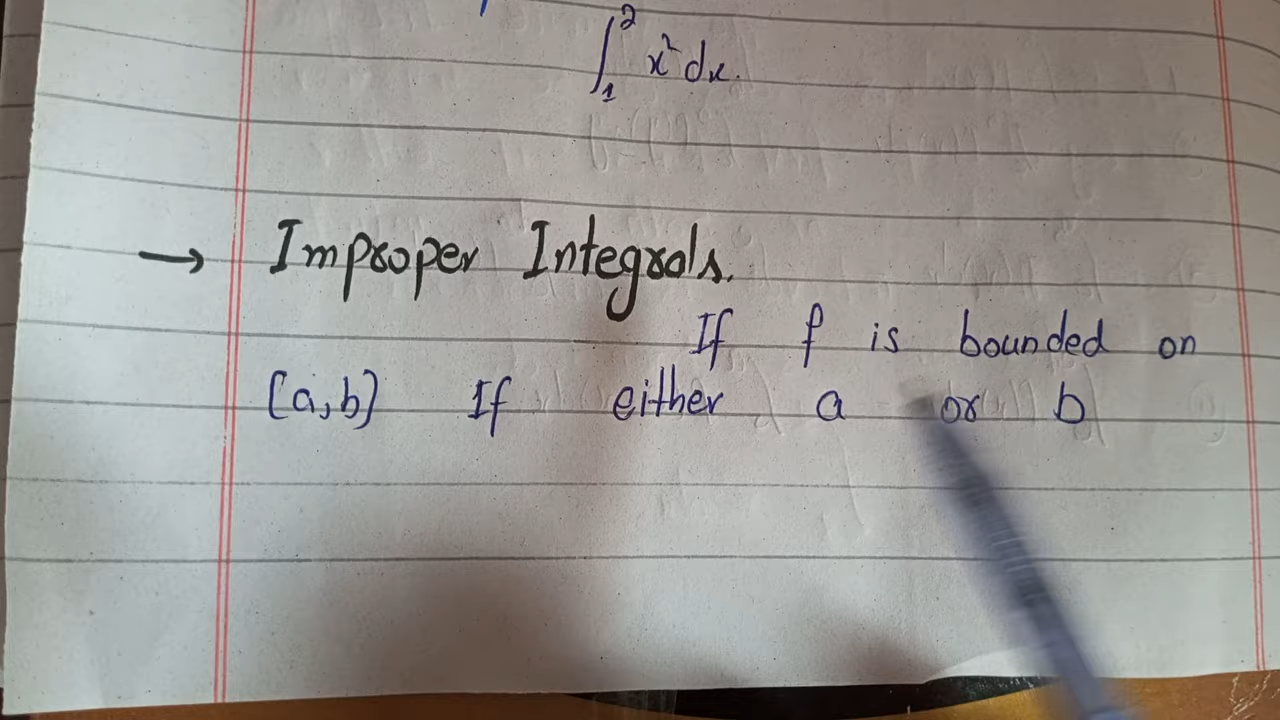 ∫₁² x² dx.
→ Improper Integrals.
If f is bounded on
[a,b] If either a or b